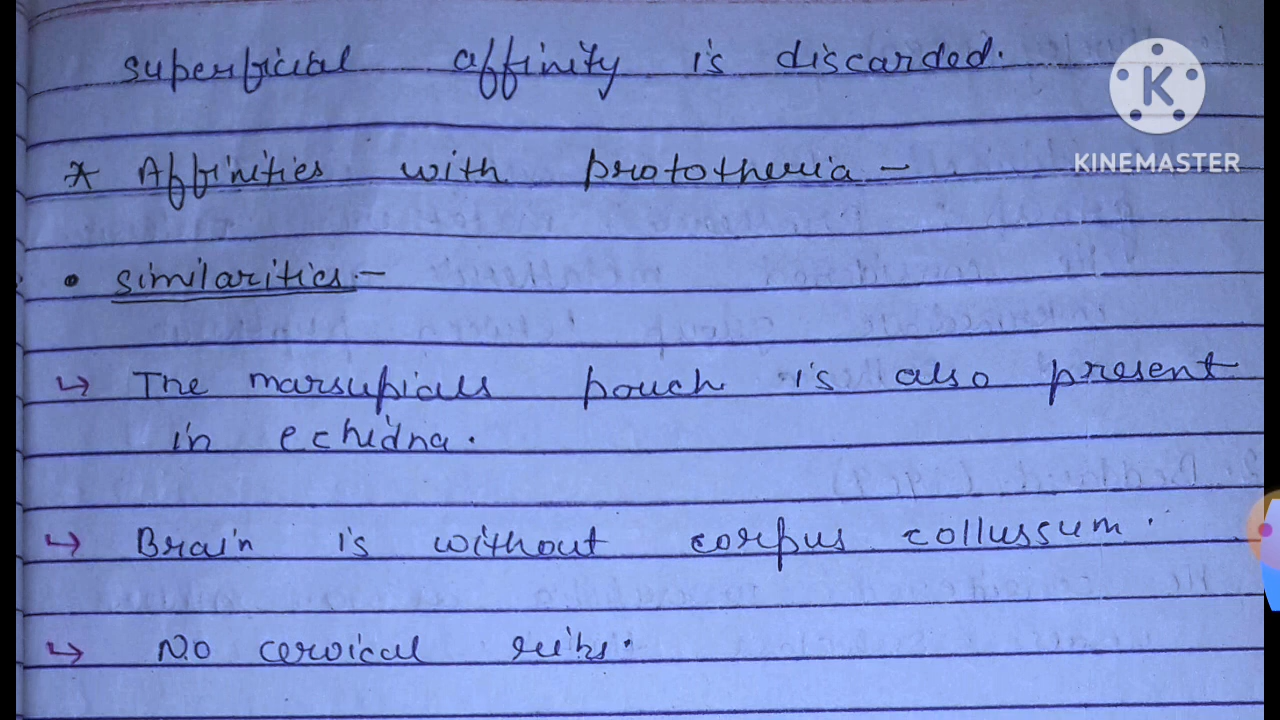 superficial affinity is discarded.
K
KINEMASTER
* Affinities with prototheria -
• Similarities :-
↳ The marsupials pouch is also present
in echidna.
↳ Brain is without corpus collussum.
↳ No cervical ribs.